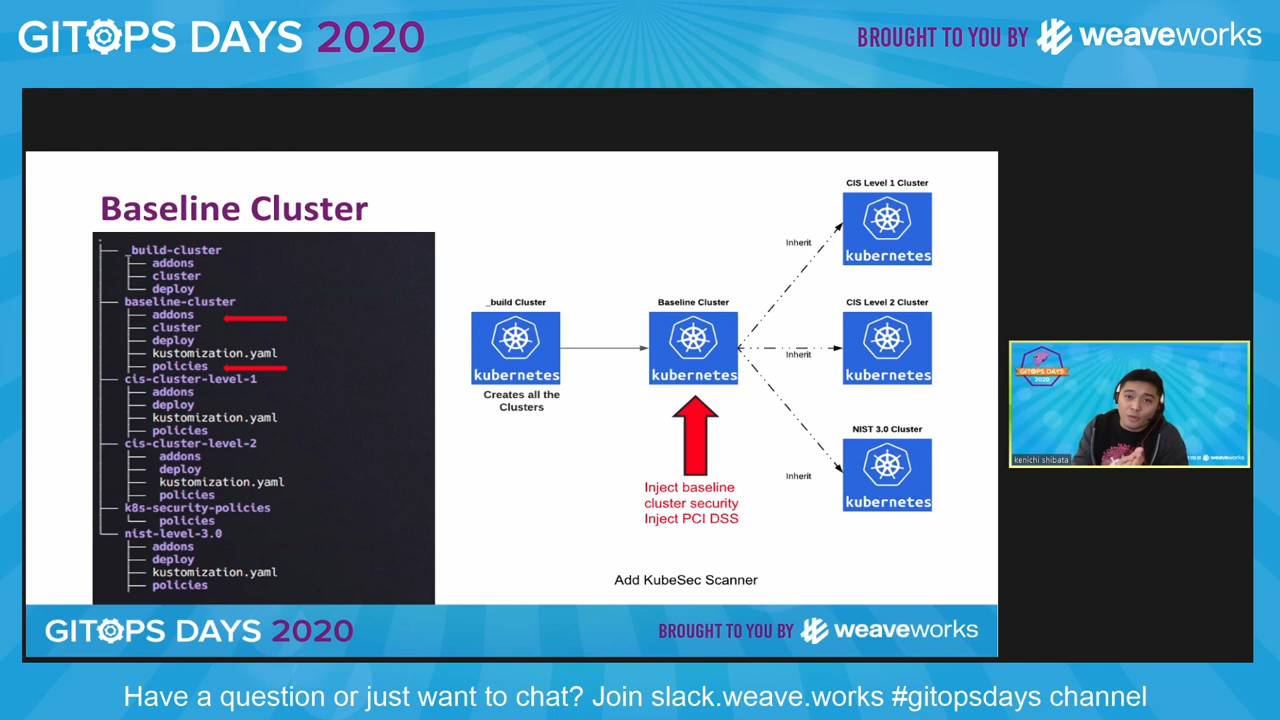 GITOPS DAYS 2020
BROUGHT TO YOU BY weaveworks
Baseline Cluster
.
├── _build-cluster
│   ├── addons
│   ├── cluster
│   └── deploy
├── baseline-cluster
│   ├── addons
│   ├── cluster
│   ├── deploy
│   ├── kustomization.yaml
│   └── policies
├── cis-cluster-level-1
│   ├── addons
│   ├── deploy
│   ├── kustomization.yaml
│   └── policies
├── cis-cluster-level-2
│   ├── addons
│   ├── deploy
│   ├── kustomization.yaml
│   ├── policies
├── k8s-security-policies
│   └── policies
└── nist-level-3.0
├── addons
├── deploy
├── kustomization.yaml
├── policies
_build Cluster
kubernetes
Creates all the
Clusters
Baseline Cluster
kubernetes
Inject baseline
cluster security
Inject PCI DSS
Inherit
Inherit
Inherit
CIS Level 1 Cluster
kubernetes
CIS Level 2 Cluster
kubernetes
NIST 3.0 Cluster
kubernetes
Add KubeSec Scanner
GITOPS DAYS 2020
BROUGHT TO YOU BY weaveworks
GITOPS DAYS
2020
kenichi shibata
BY weaveworks
Have a question or just want to chat? Join slack.weave.works #gitopsdays channel